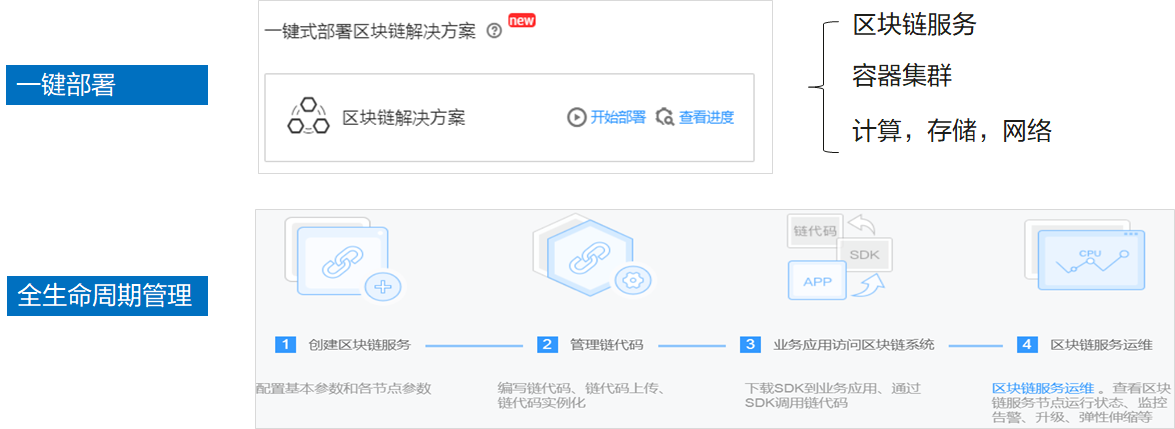 一键部署
一键式部署区块链解决方案 ? new
区块链解决方案 开始部署 查看进度
区块链服务
容器集群
计算，存储，网络
全生命周期管理
链代码
SDK
APP
CPU
1 创建区块链服务
2 管理链代码
3 业务应用访问区块链系统
4 区块链服务运维
配置基本参数和各节点参数
编写链代码、链代码上传、
链代码实例化
下载SDK到业务应用、通过
SDK调用链代码
区块链服务运维 。查看区块
链服务节点运行状态、监控
告警、升级、弹性伸缩等